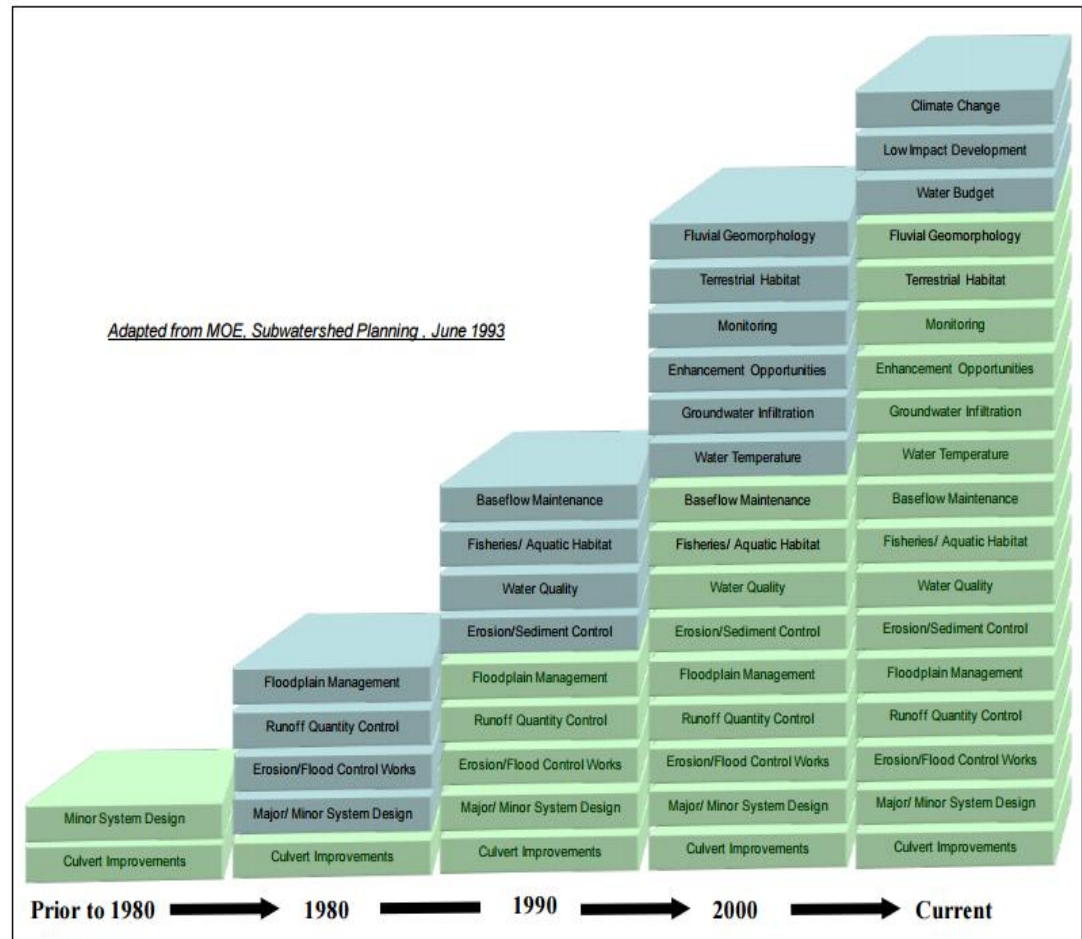 Adapted from MOE, Subwatershed Planning , June 1993
Minor System Design
Culvert Improvements
Floodplain Management
Runoff Quantity Control
Erosion/Flood Control Works
Major/ Minor System Design
Culvert Improvements
Baseflow Maintenance
Fisheries/ Aquatic Habitat
Water Quality
Erosion/Sediment Control
Floodplain Management
Runoff Quantity Control
Erosion/Flood Control Works
Major/ Minor System Design
Culvert Improvements
Fluvial Geomorphology
Terrestrial Habitat
Monitoring
Enhancement Opportunities
Groundwater Infiltration
Water Temperature
Baseflow Maintenance
Fisheries/ Aquatic Habitat
Water Quality
Erosion/Sediment Control
Floodplain Management
Runoff Quantity Control
Erosion/Flood Control Works
Major/ Minor System Design
Culvert Improvements
Climate Change
Low Impact Development
Water Budget
Fluvial Geomorphology
Terrestrial Habitat
Monitoring
Enhancement Opportunities
Groundwater Infiltration
Water Temperature
Baseflow Maintenance
Fisheries/ Aquatic Habitat
Water Quality
Erosion/Sediment Control
Floodplain Management
Runoff Quantity Control
Erosion/Flood Control Works
Major/ Minor System Design
Culvert Improvements
Prior to 1980
1980
1990
2000
Current